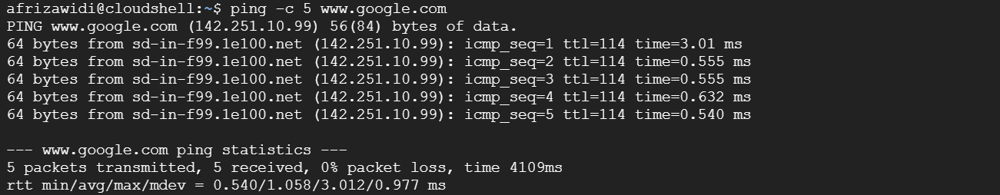 afrizawidi@cloudshell:~$ ping -c 5 www.google.com
PING www.google.com (142.251.10.99) 56(84) bytes of data.
64 bytes from sd-in-f99.1e100.net (142.251.10.99): icmp_seq=1 ttl=114 time=3.01 ms
64 bytes from sd-in-f99.1e100.net (142.251.10.99): icmp_seq=2 ttl=114 time=0.555 ms
64 bytes from sd-in-f99.1e100.net (142.251.10.99): icmp_seq=3 ttl=114 time=0.555 ms
64 bytes from sd-in-f99.1e100.net (142.251.10.99): icmp_seq=4 ttl=114 time=0.632 ms
64 bytes from sd-in-f99.1e100.net (142.251.10.99): icmp_seq=5 ttl=114 time=0.540 ms
--- www.google.com ping statistics ---
5 packets transmitted, 5 received, 0% packet loss, time 4109ms
rtt min/avg/max/mdev = 0.540/1.058/3.012/0.977 ms